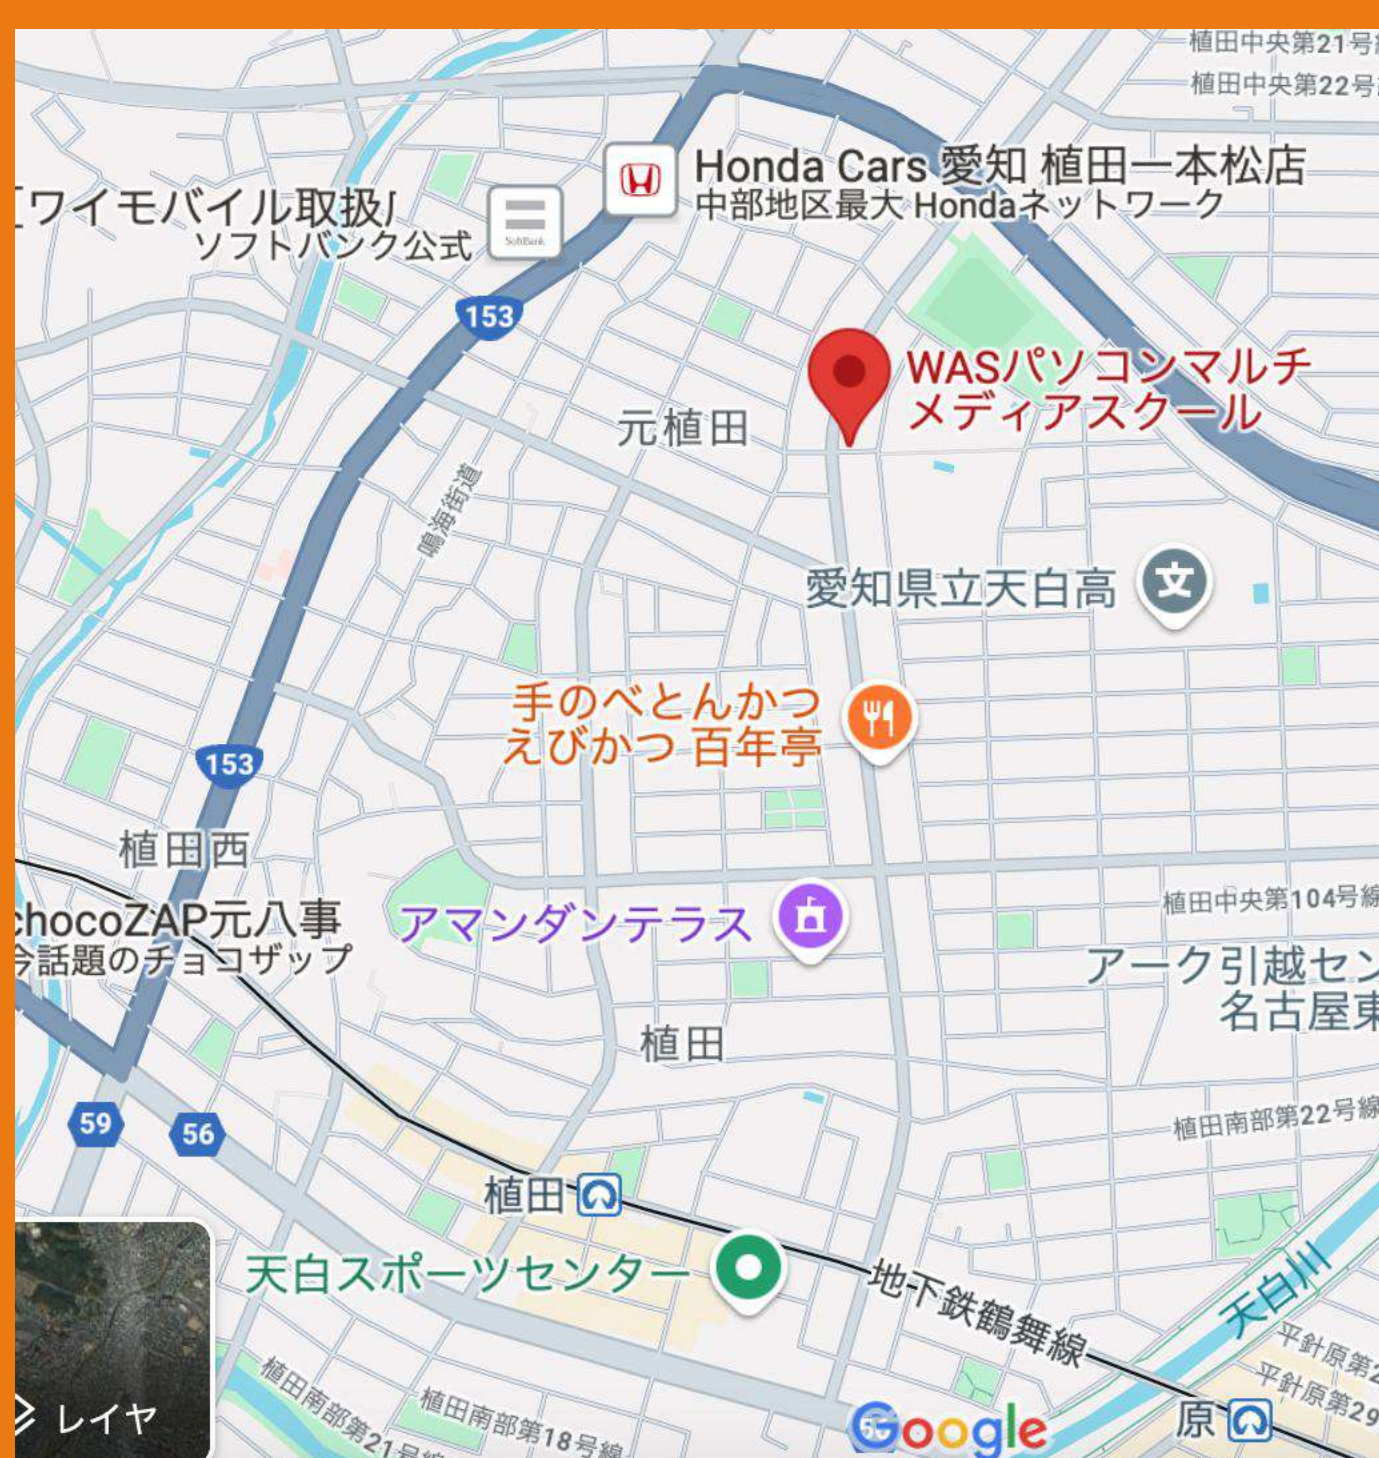 植田中央第21号
植田中央第22号
Honda Cars 愛知 植田一本松店
中部地区最大 Hondaネットワーク
ワイモバイル取扱
ソフトバンク公式
SoftBank
153
WASパソコンマルチ
メディアスクール
元植田
鳴海街道
愛知県立天白高
文
手のべとんかつ
えびかつ 百年亭
153
植田西
chocoZAP元八事
今話題のチョコザップ
アマンダンテラス
植田中央第104号線
アーク引越セン
名古屋東
植田
59
56
植田南部第22号線
植田
天白スポーツセンター
地下鉄鶴舞線
天白川
平針原第2
平針原第29
レイヤ
植田南部第21号線
植田南部第18号線
Google
原